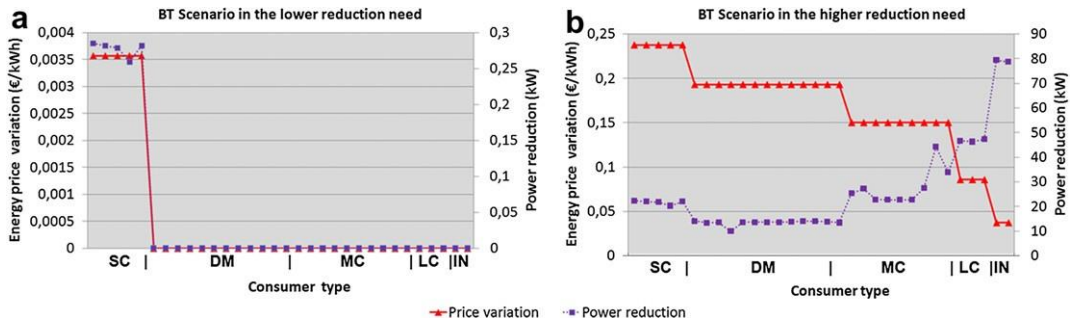 a
BT Scenario in the lower reduction need
Energy price variation (€/kWh)
0,004
0,0035
0,003
0,0025
0,002
0,0015
0,001
0,0005
0
0,3
0,25
0,2
0,15
0,1
0,05
0
Power reduction (kW)
SC | DM | MC | LC |IN
Consumer type
b
BT Scenario in the higher reduction need
Energy price variation (€/kWh)
0,25
0,2
0,15
0,1
0,05
0
90
80
70
60
50
40
30
20
10
0
Power reduction (kW)
SC | DM | MC | LC |IN
Consumer type
Price variation Power reduction